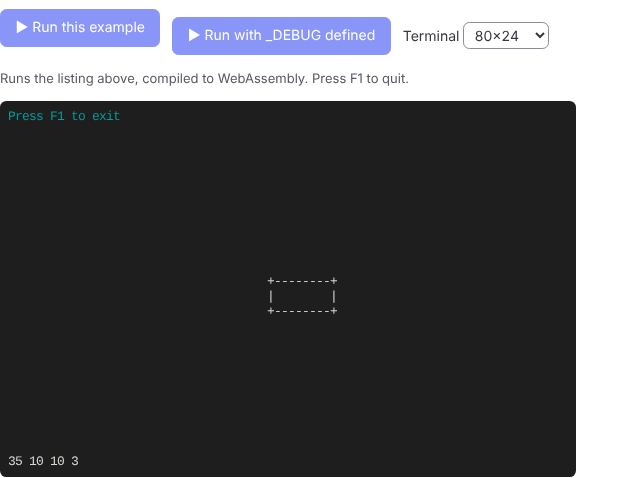 ▶ Run this example
▶ Run with _DEBUG defined
Terminal 80×24
Runs the listing above, compiled to WebAssembly. Press F1 to quit.
Press F1 to exit
+--------+
|        |
+--------+
35 10 10 3